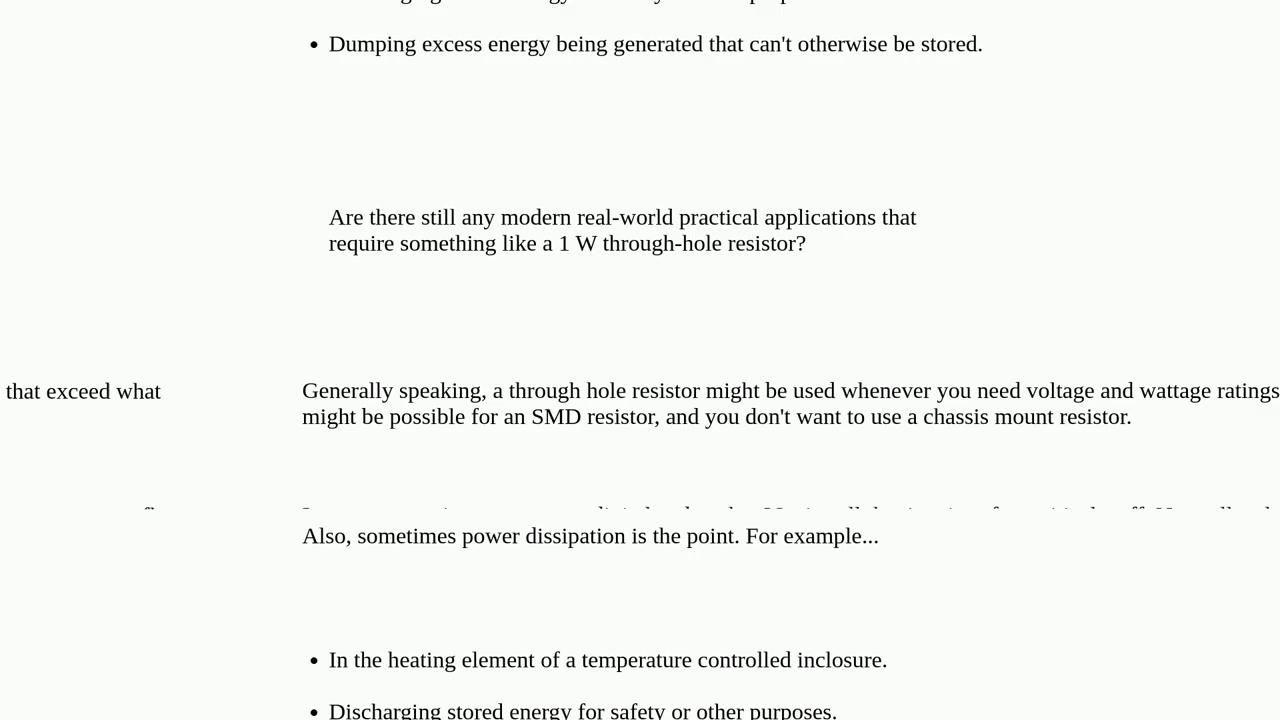 • Dumping excess energy being generated that can't otherwise be stored.
Are there still any modern real-world practical applications that
require something like a 1 W through-hole resistor?
that exceed what
Generally speaking, a through hole resistor might be used whenever you need voltage and wattage ratings
might be possible for an SMD resistor, and you don't want to use a chassis mount resistor.
Also, sometimes power dissipation is the point. For example...
• In the heating element of a temperature controlled inclosure.
• Discharging stored energy for safety or other purposes.